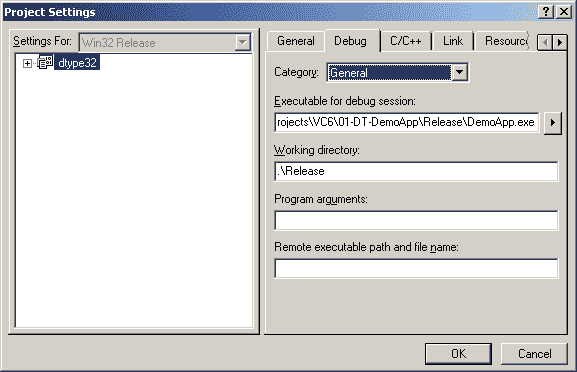 Project Settings
Settings For: Win32 Release
dtype32
General Debug C/C++ Link Resourc
Category: General
Executable for debug session:
rojects\VC6\01-DT-DemoApp\Release\DemoApp.exe
Working directory:
.\Release
Program arguments:
Remote executable path and file name:
OK Cancel